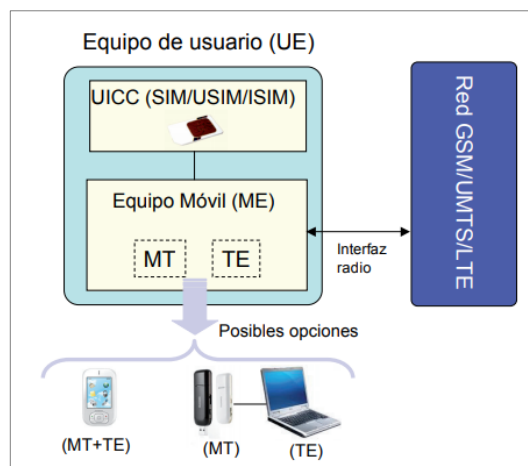 Equipo de usuario (UE)
UICC (SIM/USIM/ISIM)
Equipo Móvil (ME)
MT
TE
Interfaz
radio
Red GSM/UMTS/LTE
Posibles opciones
(MT+TE)
(MT)
(TE)